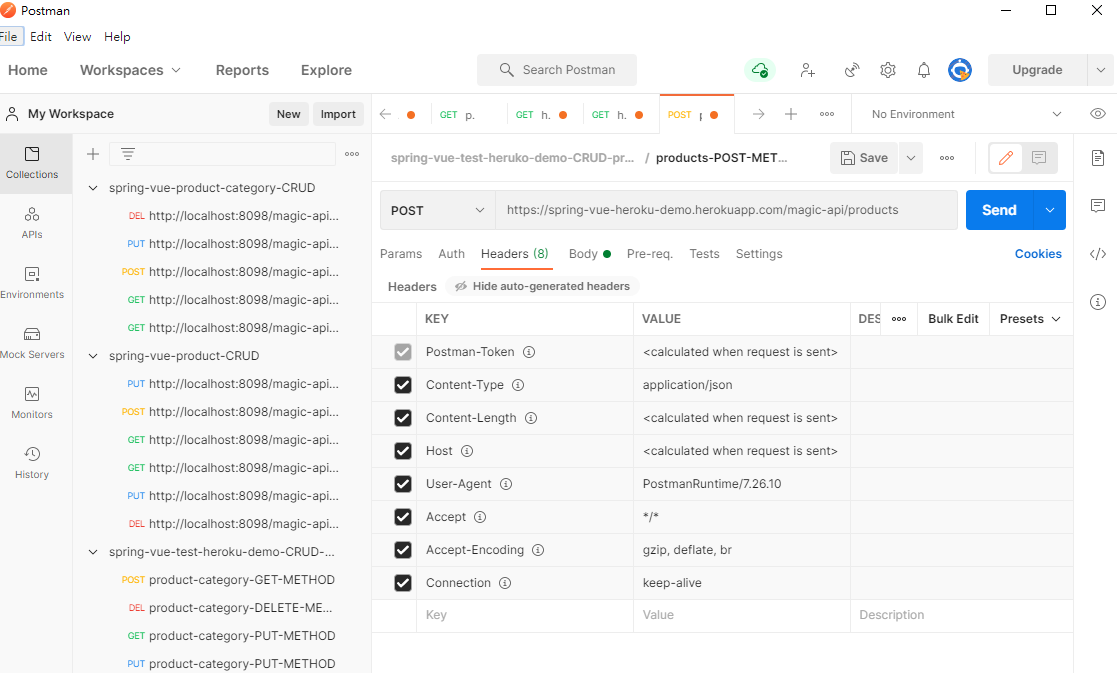 Postman
File Edit View Help
Home Workspaces Reports Explore Search Postman Upgrade
My Workspace New Import
GET p. GET h. GET h. POST No Environment
Collections
APIs
Environments
Mock Servers
Monitors
History
spring-vue-product-category-CRUD
DEL http://localhost:8098/magic-api...
PUT http://localhost:8098/magic-api...
POST http://localhost:8098/magic-api...
GET http://localhost:8098/magic-api...
GET http://localhost:8098/magic-api...
spring-vue-product-CRUD
PUT http://localhost:8098/magic-api...
POST http://localhost:8098/magic-api...
GET http://localhost:8098/magic-api...
GET http://localhost:8098/magic-api...
PUT http://localhost:8098/magic-api...
DEL http://localhost:8098/magic-api...
spring-vue-test-heroku-demo-CRUD-...
POST product-category-GET-METHOD
DEL product-category-DELETE-ME...
GET product-category-PUT-METHOD
PUT product-category-PUT-METHOD
spring-vue-test-heruko-demo-CRUD-pr... / products-POST-MET... Save
POST https://spring-vue-heroku-demo.herokuapp.com/magic-api/products Send
Params Auth Headers (8) Body Pre-req. Tests Settings Cookies
Headers Hide auto-generated headers
KEY VALUE DES Bulk Edit Presets
Postman-Token <calculated when request is sent>
Content-Type application/json
Content-Length <calculated when request is sent>
Host <calculated when request is sent>
User-Agent PostmanRuntime/7.26.10
Accept */*
Accept-Encoding gzip, deflate, br
Connection keep-alive
Key Value Description